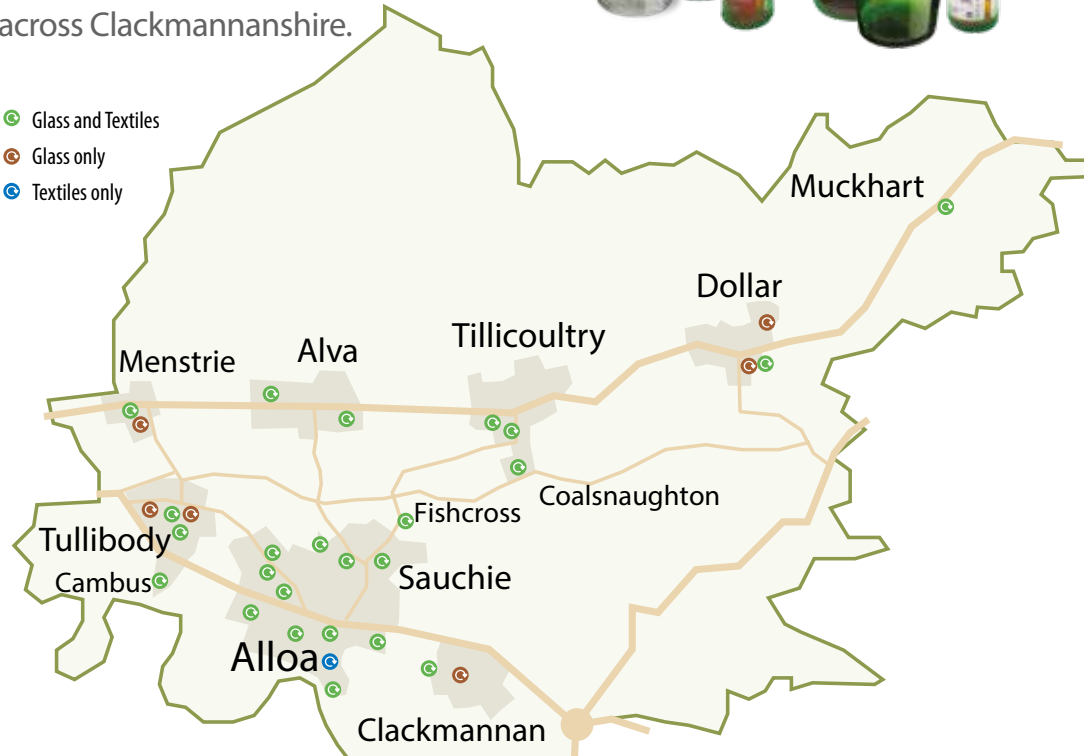 across Clackmannanshire.
Glass and Textiles
Glass only
Textiles only
Muckhart
Dollar
Tillicoultry
Alva
Menstrie
Coalsnaughton
Fishcross
Tullibody
Sauchie
Cambus
Alloa
Clackmannan